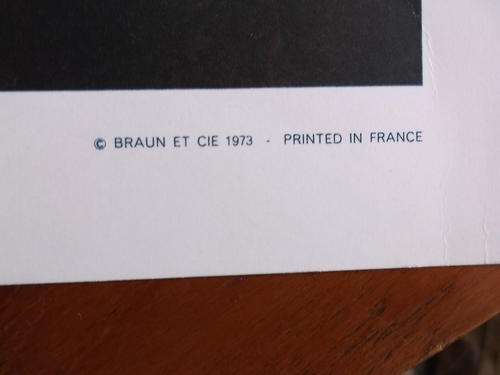 © BRAUN ET CIE 1973 - PRINTED IN FRANCE